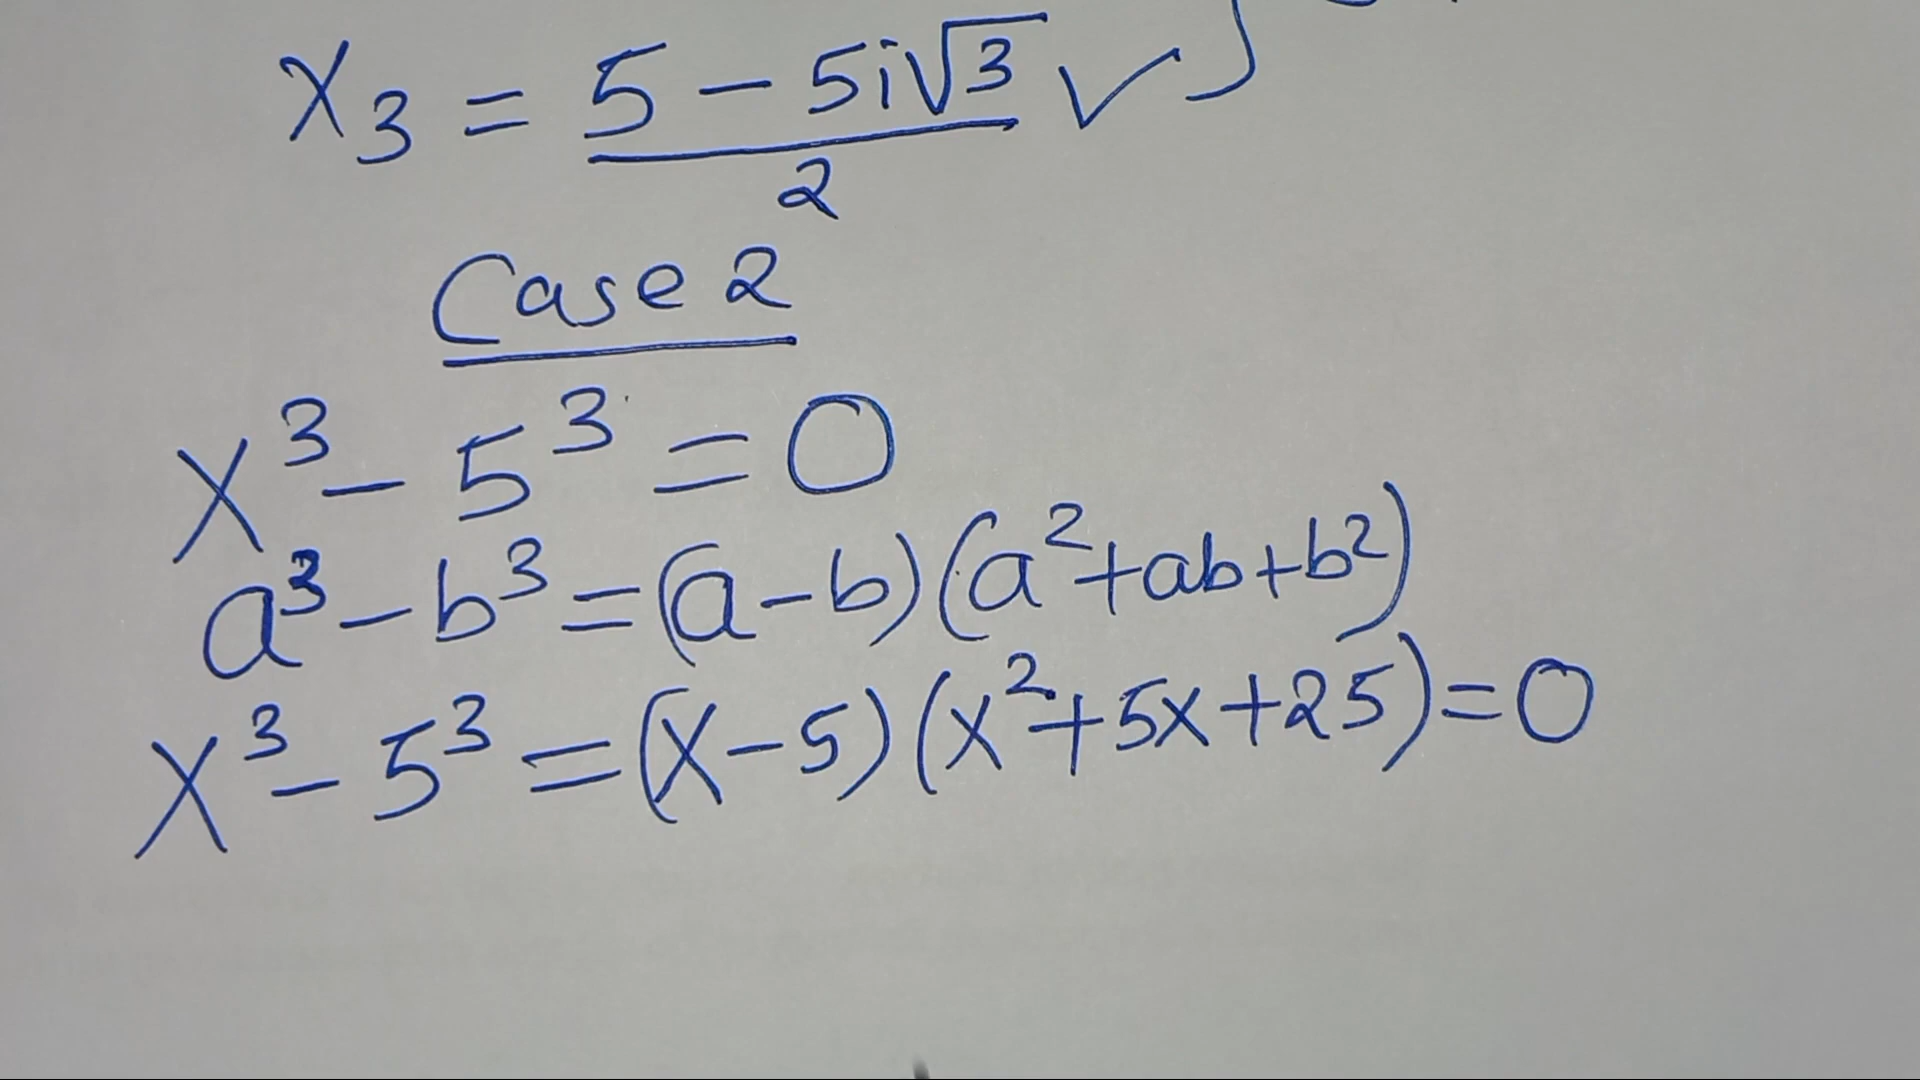 x₃ = (5 - 5i√3)/2 ✓
Case 2
x³ - 5³ = 0
a³ - b³ = (a - b)(a² + ab + b²)
x³ - 5³ = (x - 5)(x² + 5x + 25) = 0